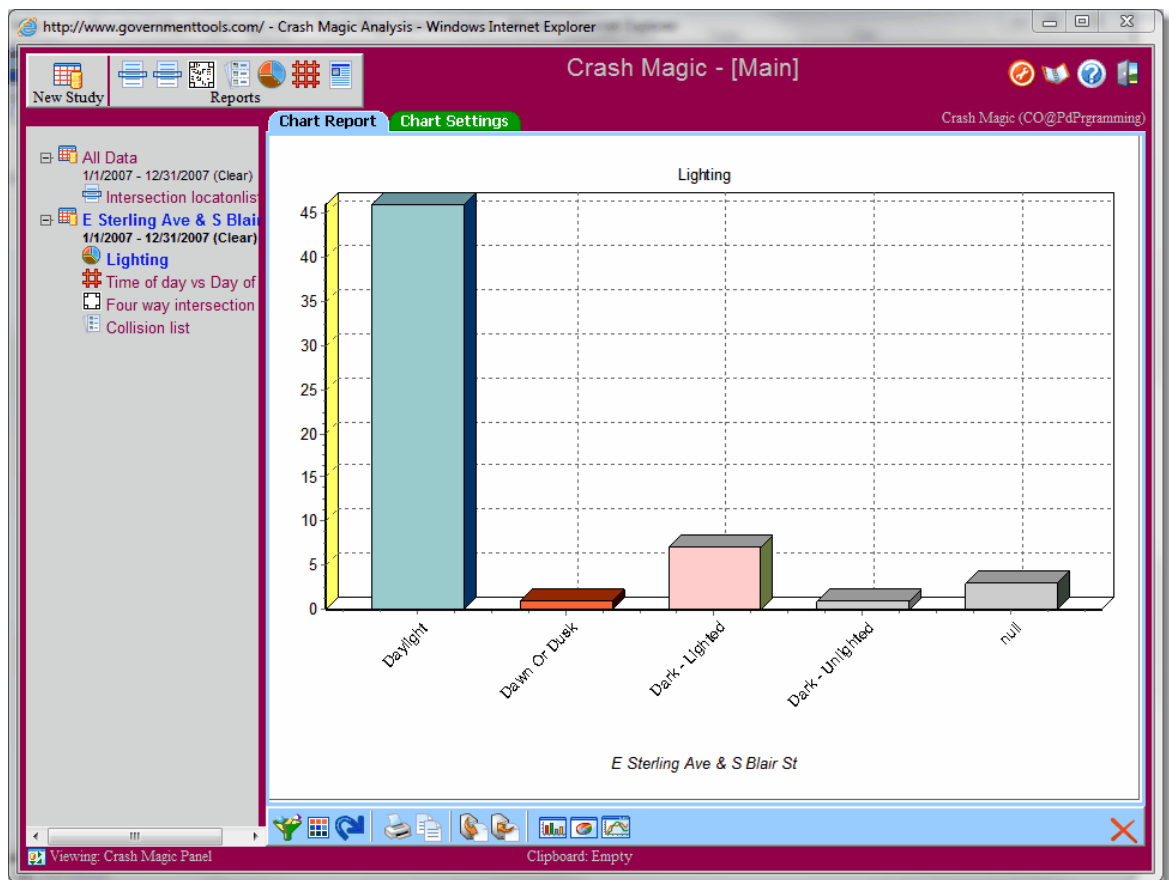 http://www.governmenttools.com/ - Crash Magic Analysis - Windows Internet Explorer
Crash Magic - [Main]
New Study
Reports
Chart Report
Chart Settings
Crash Magic (CO@PdPrgramming)
All Data
1/1/2007 - 12/31/2007 (Clear)
Intersection locatonlis
E Sterling Ave & S Blai
1/1/2007 - 12/31/2007 (Clear)
Lighting
Time of day vs Day of
Four way intersection
Collision list
Lighting
45
40
35
30
25
20
15
10
5
0
Daylight
Dawn Or Dusk
Dark - Lighted
Dark - Unlighted
null
E Sterling Ave & S Blair St
Viewing: Crash Magic Panel
Clipboard: Empty